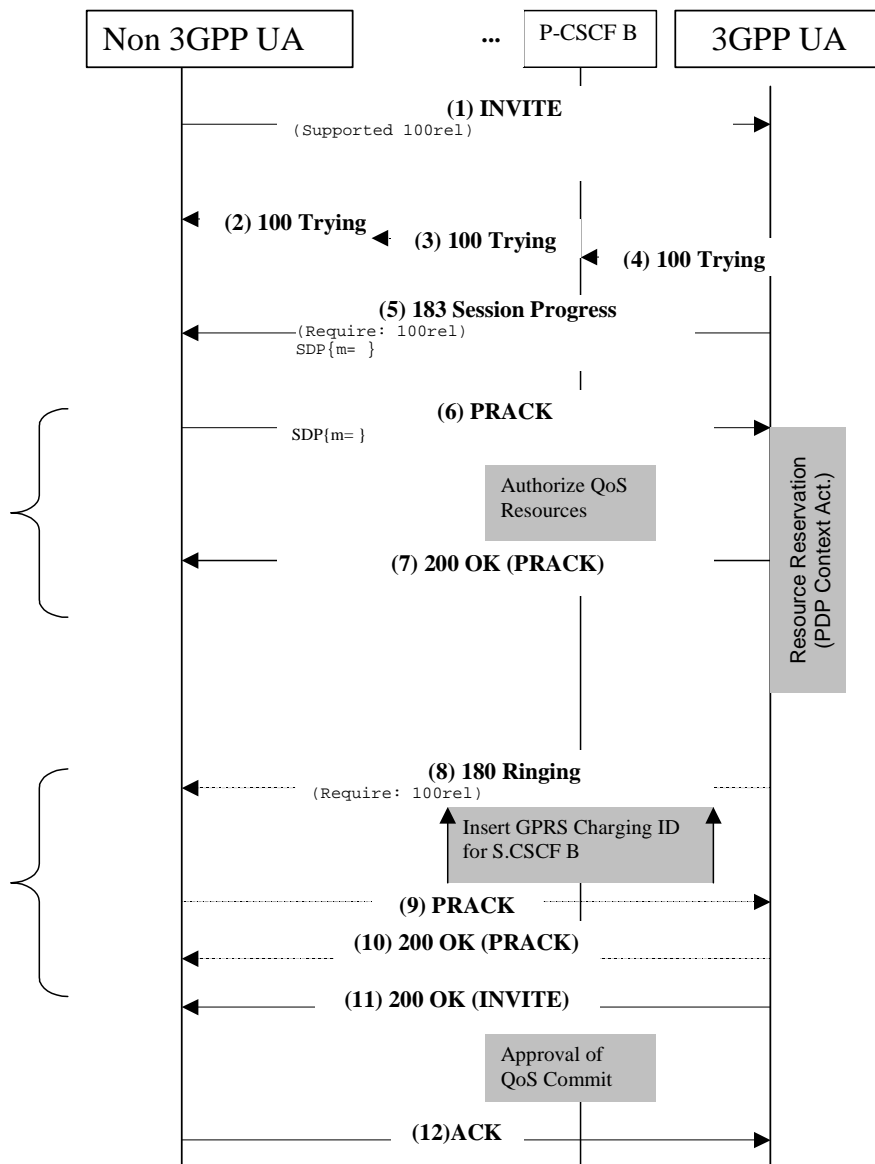 Non 3GPP UA
...
P-CSCF B
3GPP UA
(1) INVITE
(Supported 100rel)
(2) 100 Trying
(3) 100 Trying
(4) 100 Trying
(5) 183 Session Progress
(Require: 100rel)
SDP{m= }
(6) PRACK
SDP{m= }
Authorize QoS
Resources
Resource Reservation
(PDP Context Act.)
(7) 200 OK (PRACK)
(8) 180 Ringing
(Require: 100rel)
Insert GPRS Charging ID
for S.CSCF B
(9) PRACK
(10) 200 OK (PRACK)
(11) 200 OK (INVITE)
Approval of
QoS Commit
(12)ACK